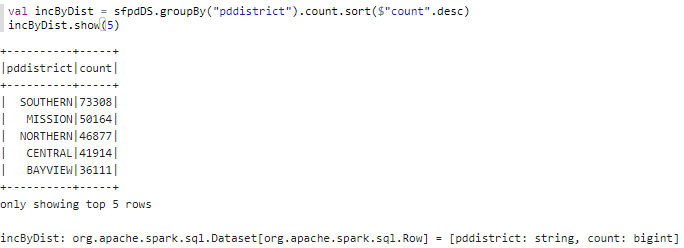 val incByDist = sfpdDS.groupBy("pddistrict").count.sort($"count".desc)
incByDist.show(5)
+----------+-----+
|pddistrict|count|
+----------+-----+
|  SOUTHERN|73308|
|   MISSION|50164|
|  NORTHERN|46877|
|   CENTRAL|41914|
|   BAYVIEW|36111|
+----------+-----+
only showing top 5 rows
incByDist: org.apache.spark.sql.Dataset[org.apache.spark.sql.Row] = [pddistrict: string, count: bigint]